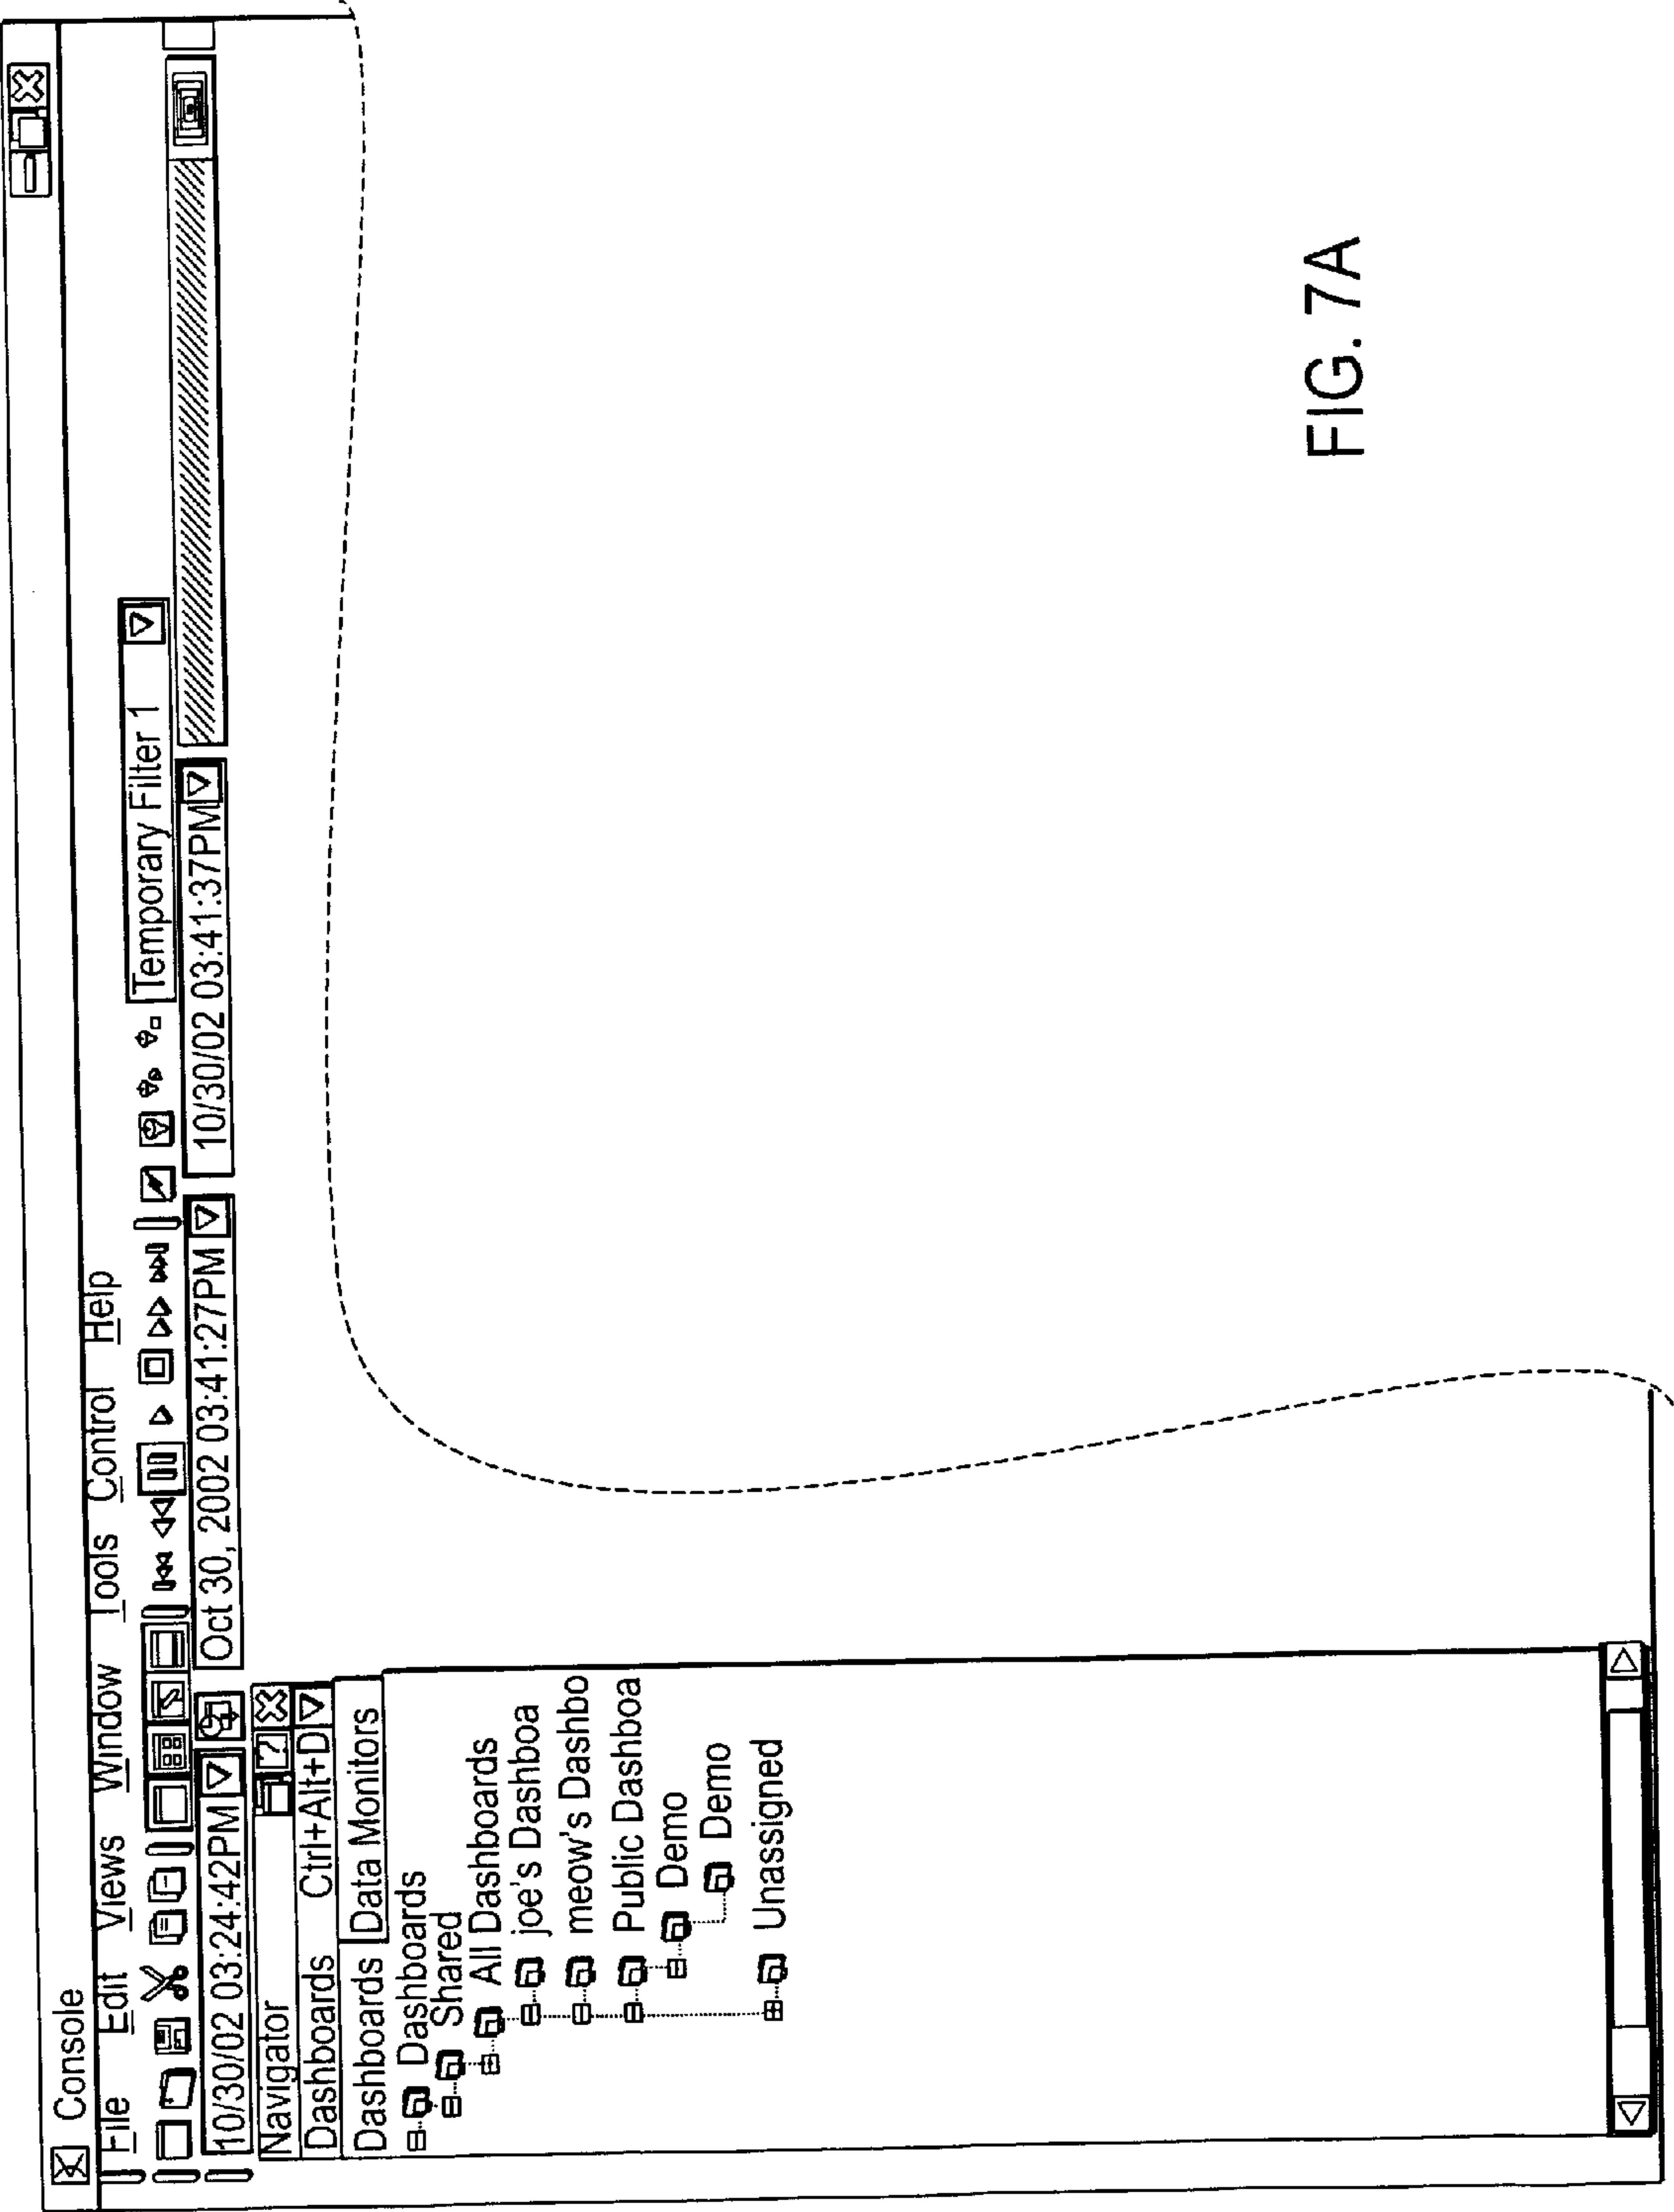 Console
File Edit Views Window Tools Control Help
Temporary Filter 1
10/30/02 03:24:42PM Oct 30, 2002 03:41:27PM 10/30/02 03:41:37PM
Navigator
Dashboards Ctrl+Alt+D
Dashboards Data Monitors
Dashboards
Shared
All Dashboards
joe's Dashboa
meow's Dashbo
Public Dashboa
Demo
Demo
Unassigned
FIG. 7A